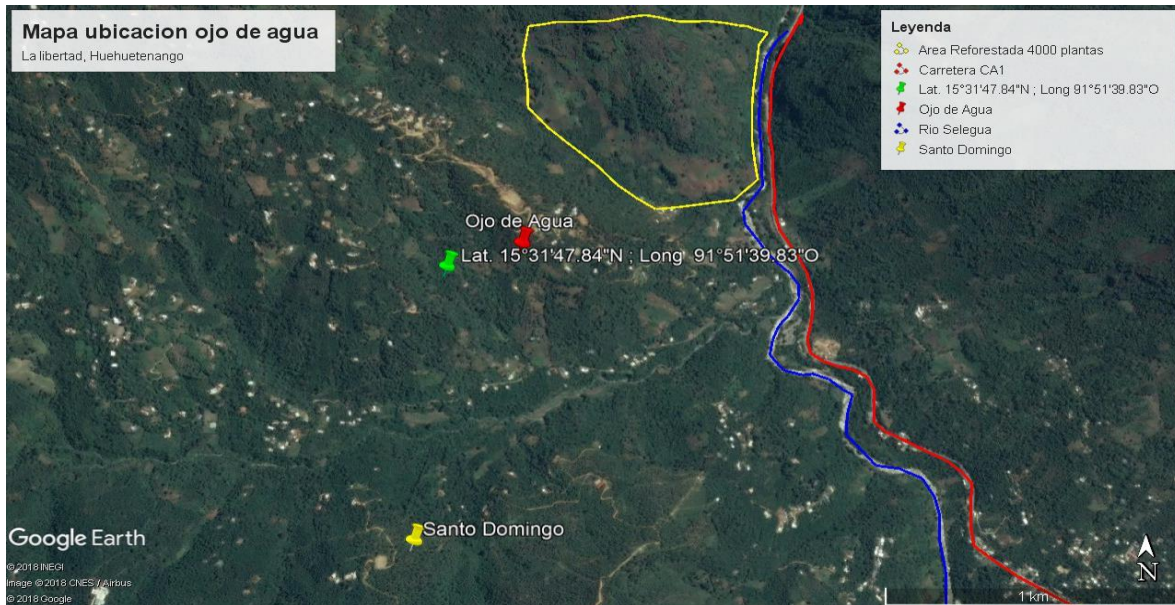 Mapa ubicacion ojo de agua
La libertad, Huehuetenango
Leyenda
Area Reforestada 4000 plantas
Carretera CA1
Lat. 15°31'47.84"N ; Long 91°51'39.83"O
Ojo de Agua
Rio Selegua
Santo Domingo
Ojo de Agua
Lat. 15°31'47.84"N ; Long 91°51'39.83"O
Santo Domingo
Google Earth
© 2018 INEGI
Image © 2018 CNES / Airbus
© 2018 Google
N
1 km